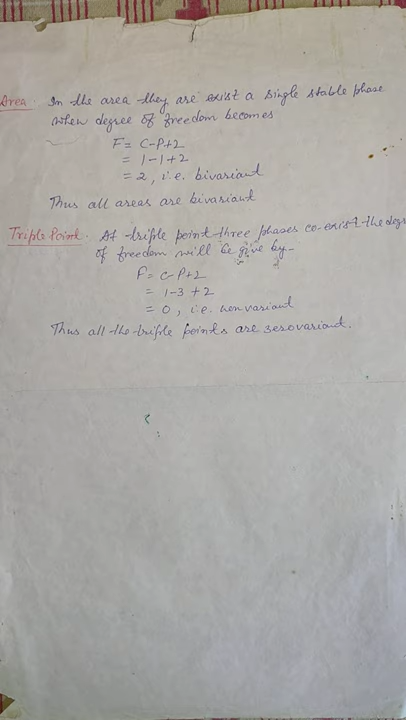 Area. In the area they are exist a single stable phase
when degree of freedom becomes
F = C-P+2
= 1-1+2
= 2, i.e. bivariant
Thus all areas are bivariant
Triple Point. At triple point three phases co-exist the degr
of freedom will be give by-
F = C-P+2
= 1-3+2
= 0, i.e. nonvariant
Thus all the triple points are zerovariant.